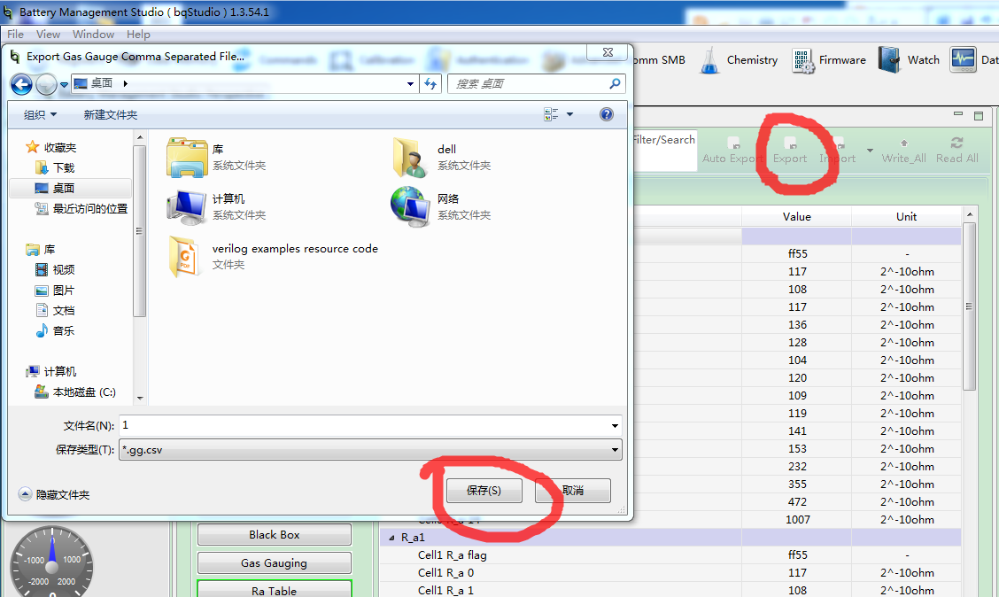 Battery Management Studio ( bqStudio ) 1.3.54.1
File View Window Help
Export Gas Gauge Comma Separated File...
桌面
搜索 桌面
组织
新建文件夹
收藏夹
下载
桌面
最近访问的位置
库
视频
图片
文档
音乐
计算机
本地磁盘 (C:)
库
系统文件夹
dell
系统文件夹
计算机
系统文件夹
网络
系统文件夹
verilog examples resource code
文件夹
文件名(N): 1
保存类型(T): *.gg.csv
隐藏文件夹
保存(S)
取消
omm SMB Chemistry Firmware Watch Dat
Filter/Search
Auto Export Export Import Write_All Read All
Value Unit
ff55 -
117 2^-10ohm
108 2^-10ohm
117 2^-10ohm
136 2^-10ohm
128 2^-10ohm
104 2^-10ohm
120 2^-10ohm
109 2^-10ohm
119 2^-10ohm
141 2^-10ohm
153 2^-10ohm
232 2^-10ohm
355 2^-10ohm
472 2^-10ohm
1007 2^-10ohm
R_a1
Cell1 R_a flag ff55 -
Cell1 R_a 0 117 2^-10ohm
Cell1 R_a 1 108 2^-10ohm
Black Box
Gas Gauging
Ra Table
-1000 1000
-2000 2000
0